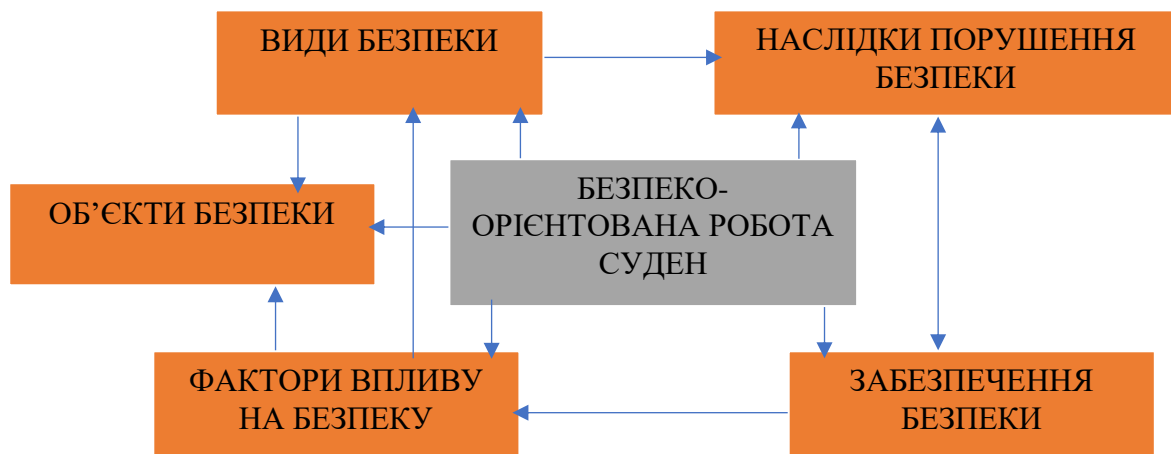 ВИДИ БЕЗПЕКИ
НАСЛІДКИ ПОРУШЕННЯ
БЕЗПЕКИ
БЕЗПЕКО-
ОРІЄНТОВАНА РОБОТА
СУДЕН
ОБ’ЄКТИ БЕЗПЕКИ
ФАКТОРИ ВПЛИВУ
НА БЕЗПЕКУ
ЗАБЕЗПЕЧЕННЯ
БЕЗПЕКИ